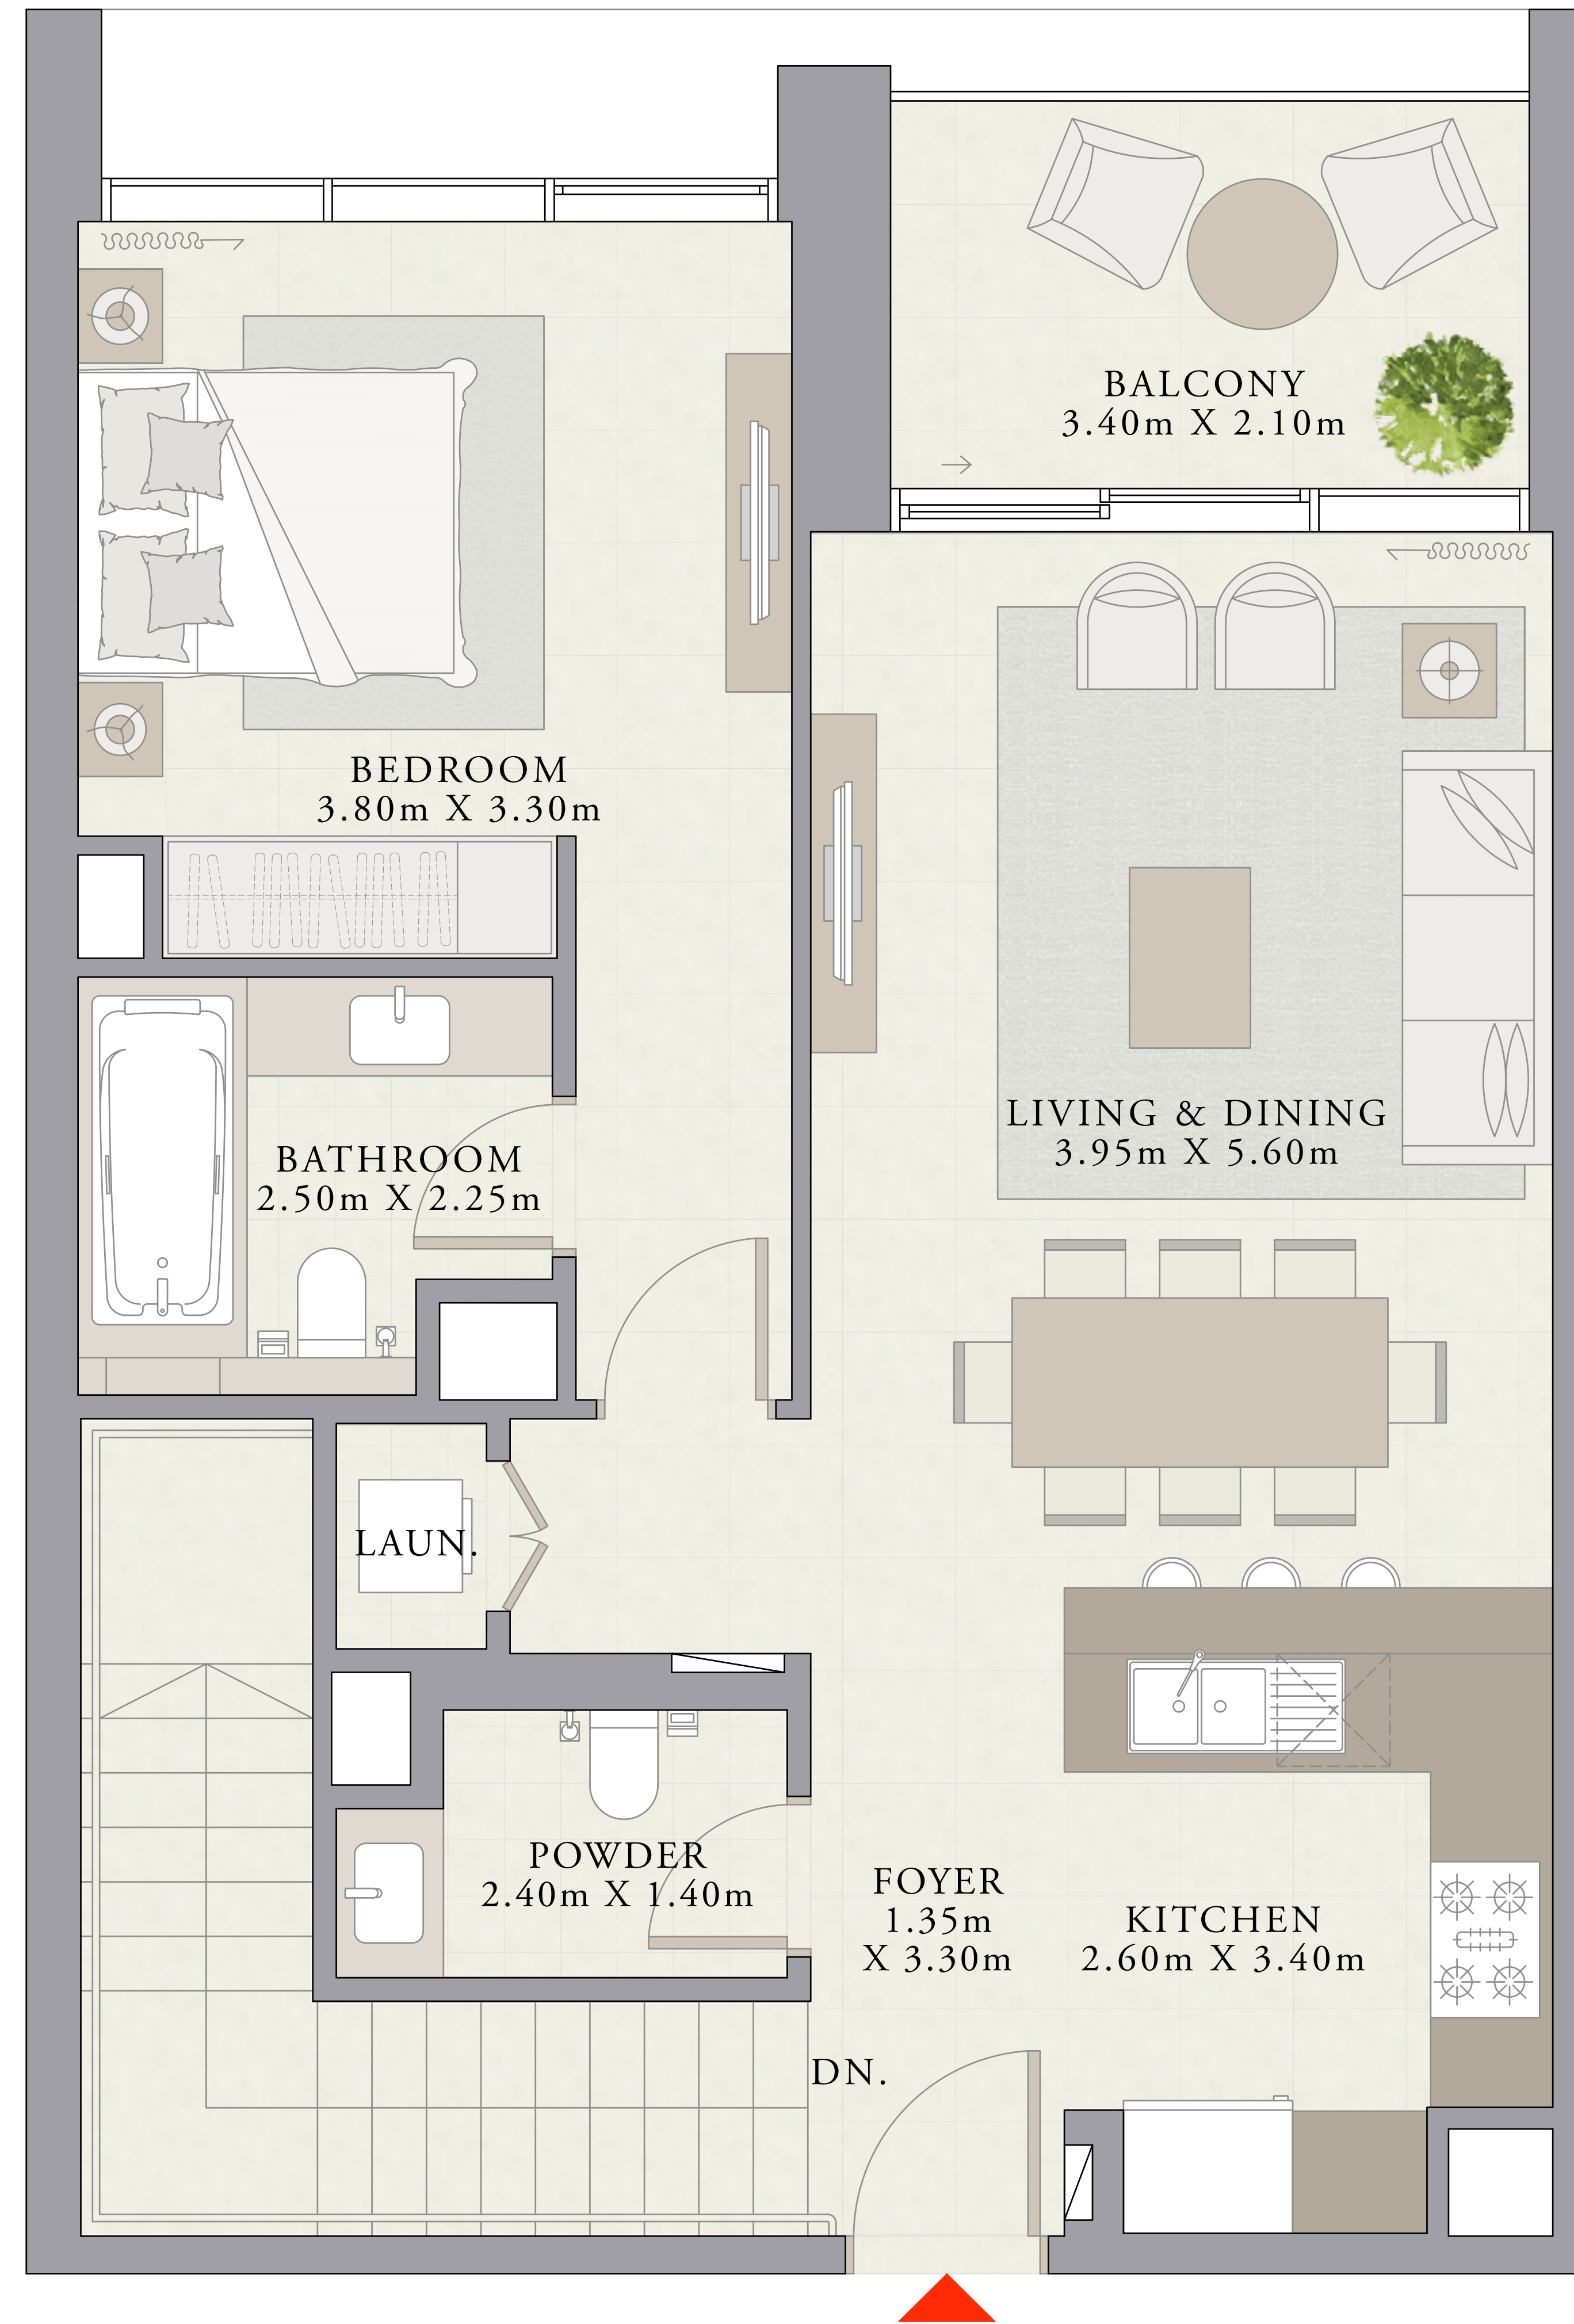 BALCONY
3.40m X 2.10m
BEDROOM
3.80m X 3.30m
LIVING & DINING
3.95m X 5.60m
BATHROOM
2.50m X 2.25m
LAUN.
POWDER
2.40m X 1.40m
FOYER
1.35m
X 3.30m
KITCHEN
2.60m X 3.40m
DN.